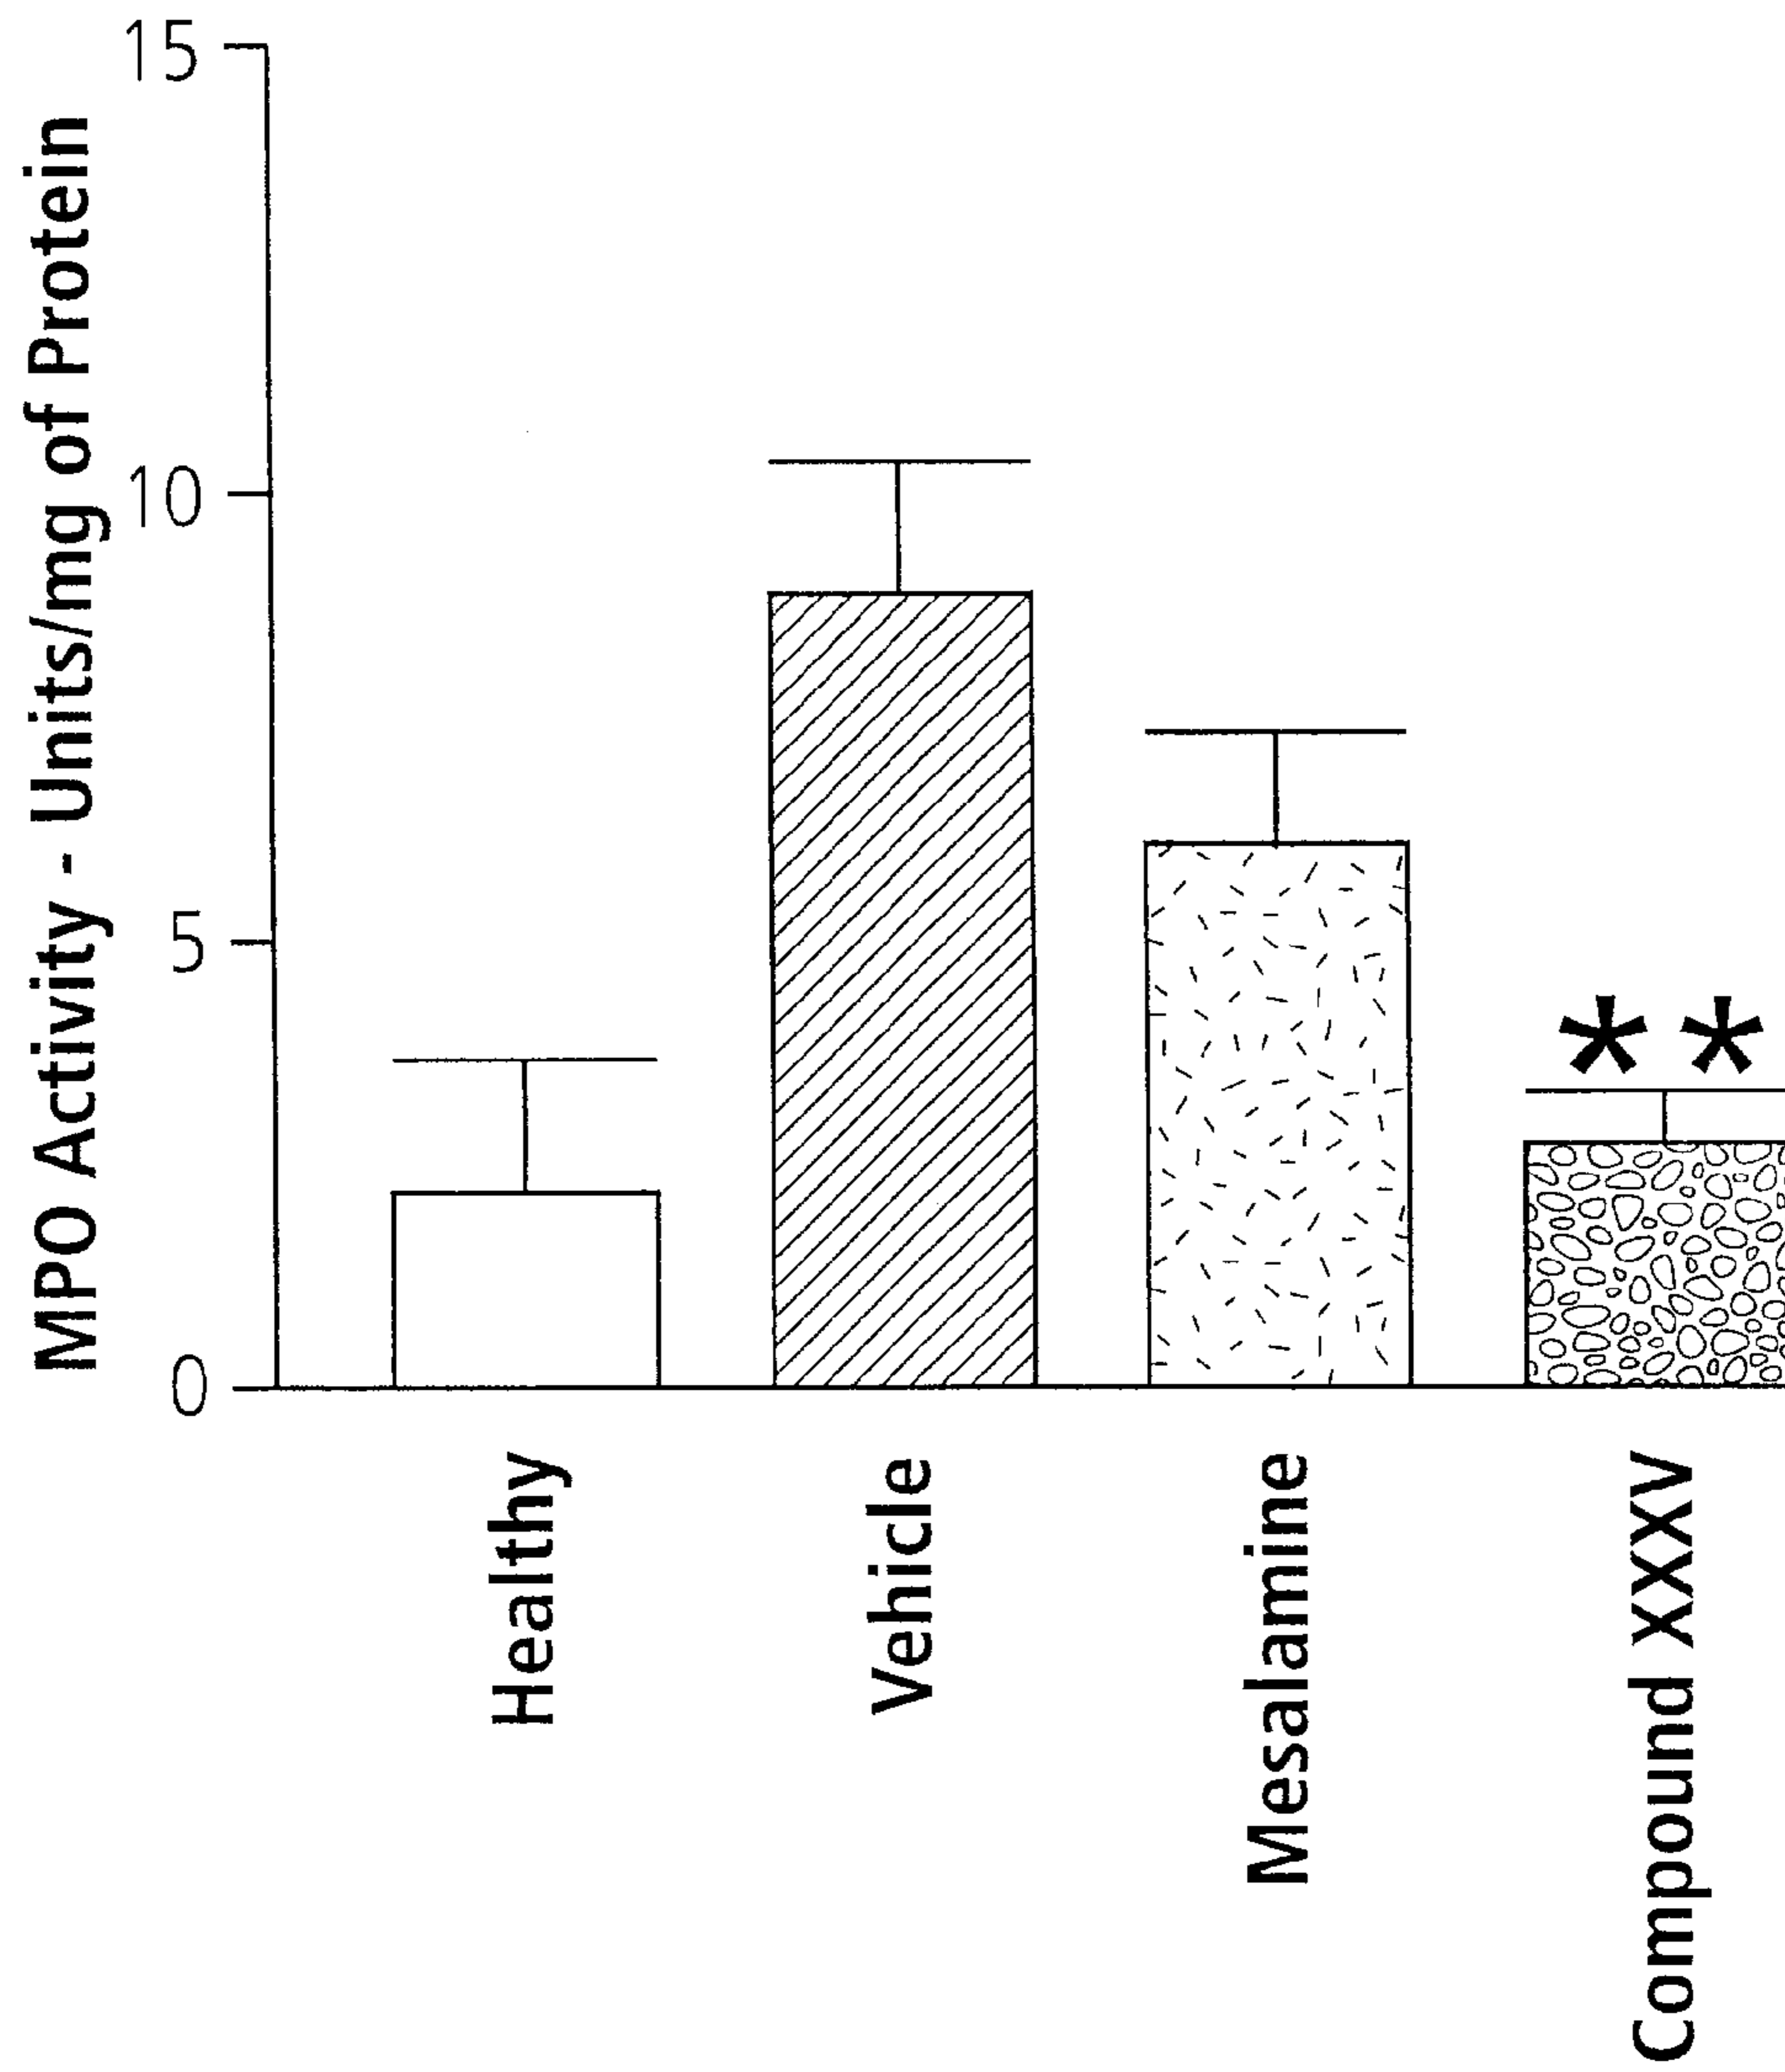 MPO Activity - Units/mg of Protein
15
10
5
0
**
Healthy
Vehicle
Mesalamine
Compound XXXV